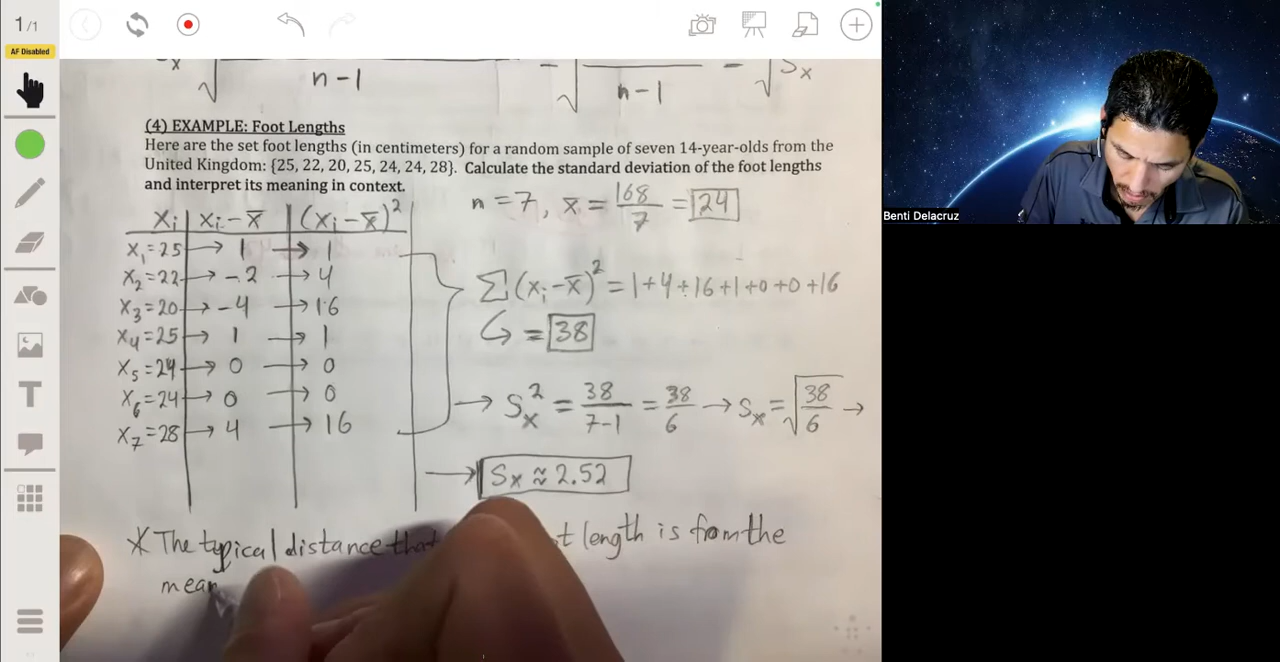 1/1
AF Disabled
x
n-1
n-1
Sx
(4) EXAMPLE: Foot Lengths
Here are the set foot lengths (in centimeters) for a random sample of seven 14-year-olds from the
United Kingdom: {25, 22, 20, 25, 24, 24, 28}. Calculate the standard deviation of the foot lengths
and interpret its meaning in context.
n = 7, x̄ = 168/7 = 24
xᵢ | xᵢ-x̄ | (xᵢ-x̄)²
x₁=25 → 1 → 1
x₂=22 → -2 → 4
x₃=20 → -4 → 16
x₄=25 → 1 → 1
x₅=24 → 0 → 0
x₆=24 → 0 → 0
x₇=28 → 4 → 16
∑(xᵢ-x̄)² = 1+4+16+1+0+0+16
↳ = 38
→ Sx² = 38/7-1 = 38/6 → Sx = √38/6 →
→ Sx ≈ 2.52
* The typical distance that length is from the
mean
T
Benti Delacruz